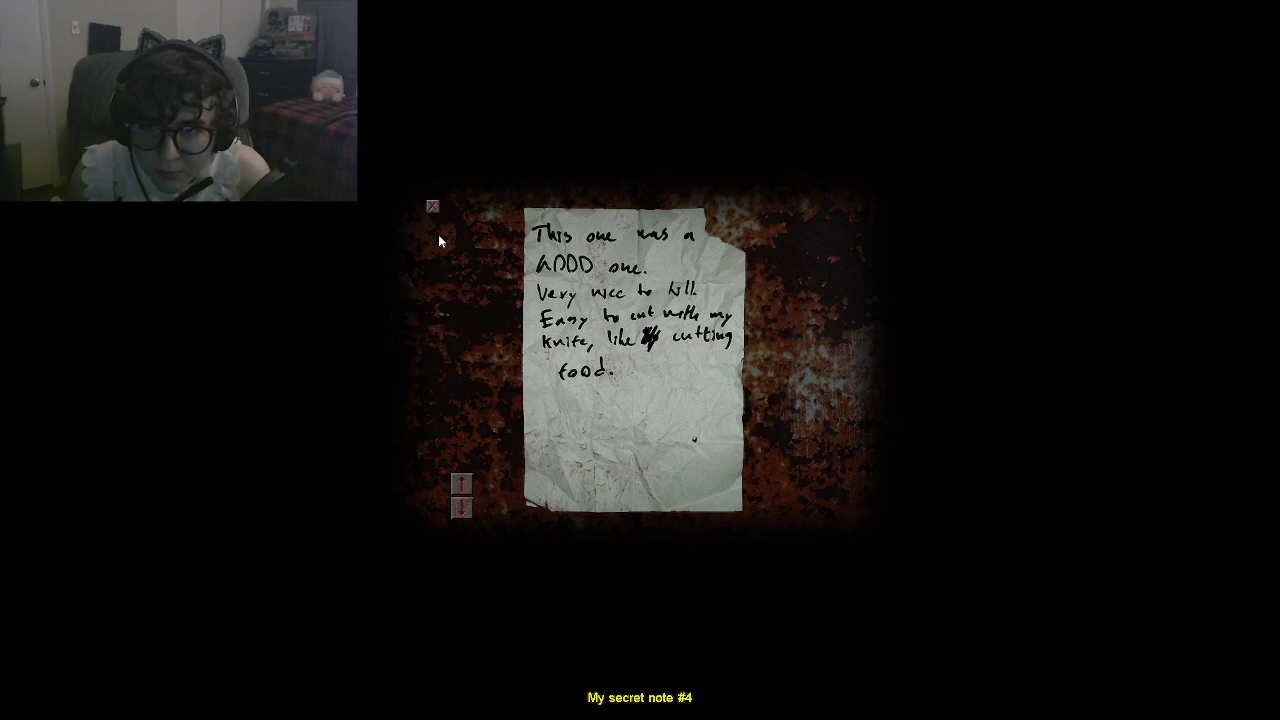 This one was a
GOOD one.
Very nice to kill
Easy to cut with my
knife, like cutting
food.
My secret note #4